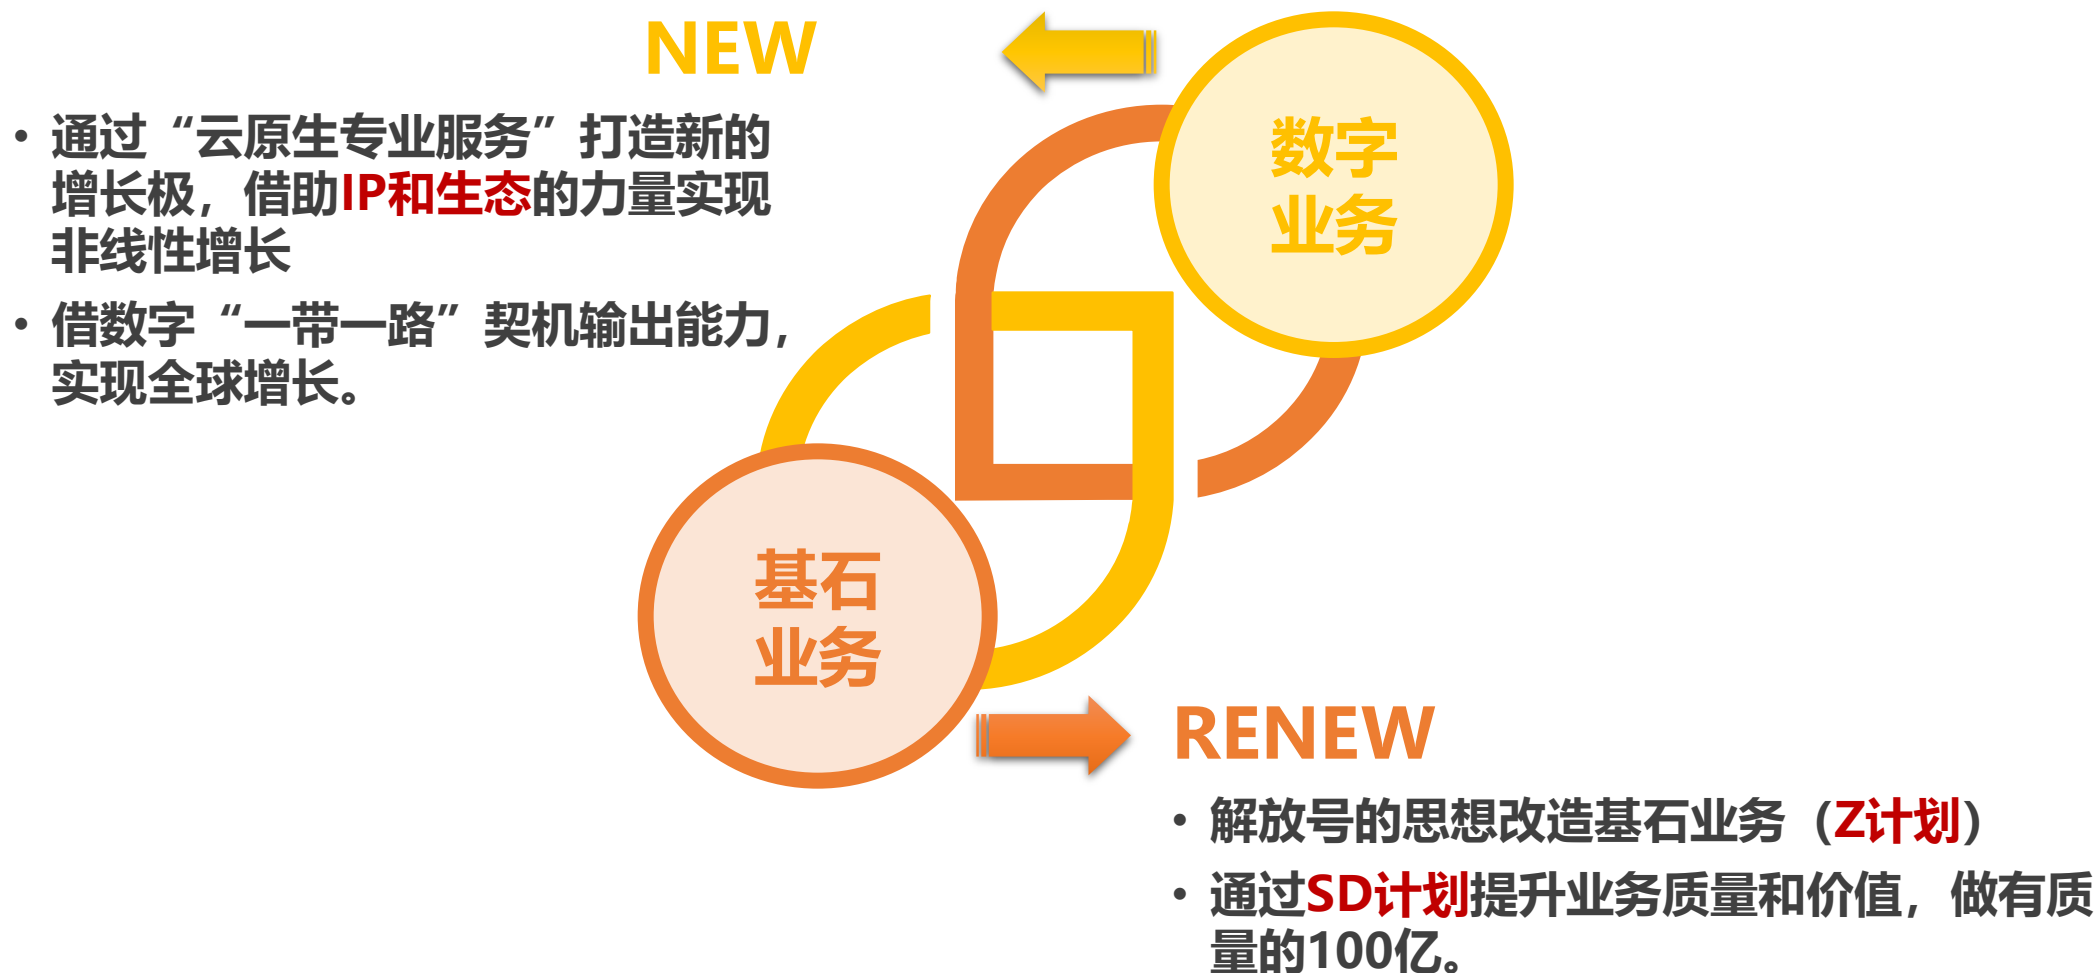 NEW
• 通过“云原生专业服务”打造新的
增长极，借助IP和生态的力量实现
非线性增长
• 借数字“一带一路”契机输出能力，
实现全球增长。
数字
业务
基石
业务
RENEW
• 解放号的思想改造基石业务（Z计划）
• 通过SD计划提升业务质量和价值，做有质
量的100亿。